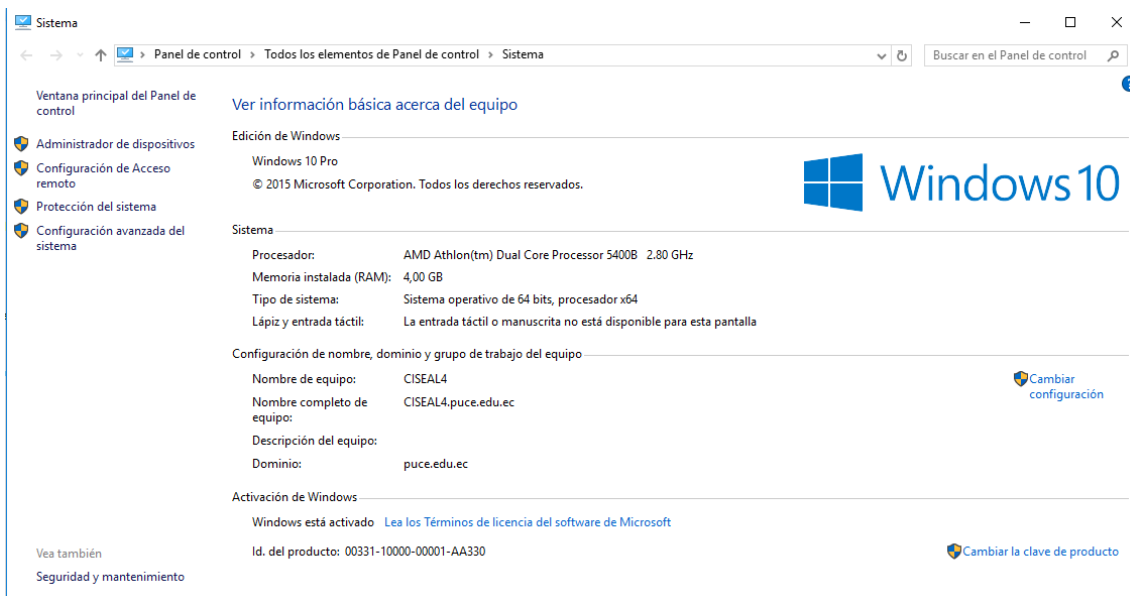 Sistema
Panel de control > Todos los elementos de Panel de control > Sistema
Buscar en el Panel de control
Ventana principal del Panel de
control
Administrador de dispositivos
Configuración de Acceso
remoto
Protección del sistema
Configuración avanzada del
sistema
Vea también
Seguridad y mantenimiento
Ver información básica acerca del equipo
Edición de Windows
Windows 10 Pro
© 2015 Microsoft Corporation. Todos los derechos reservados.
Windows 10
Sistema
Procesador: AMD Athlon(tm) Dual Core Processor 5400B 2.80 GHz
Memoria instalada (RAM): 4,00 GB
Tipo de sistema: Sistema operativo de 64 bits, procesador x64
Lápiz y entrada táctil: La entrada táctil o manuscrita no está disponible para esta pantalla
Configuración de nombre, dominio y grupo de trabajo del equipo
Nombre de equipo: CISEAL4
Cambiar
configuración
Nombre completo de CISEAL4.puce.edu.ec
equipo:
Descripción del equipo:
Dominio: puce.edu.ec
Activación de Windows
Windows está activado Lea los Términos de licencia del software de Microsoft
Id. del producto: 00331-10000-00001-AA330
Cambiar la clave de producto